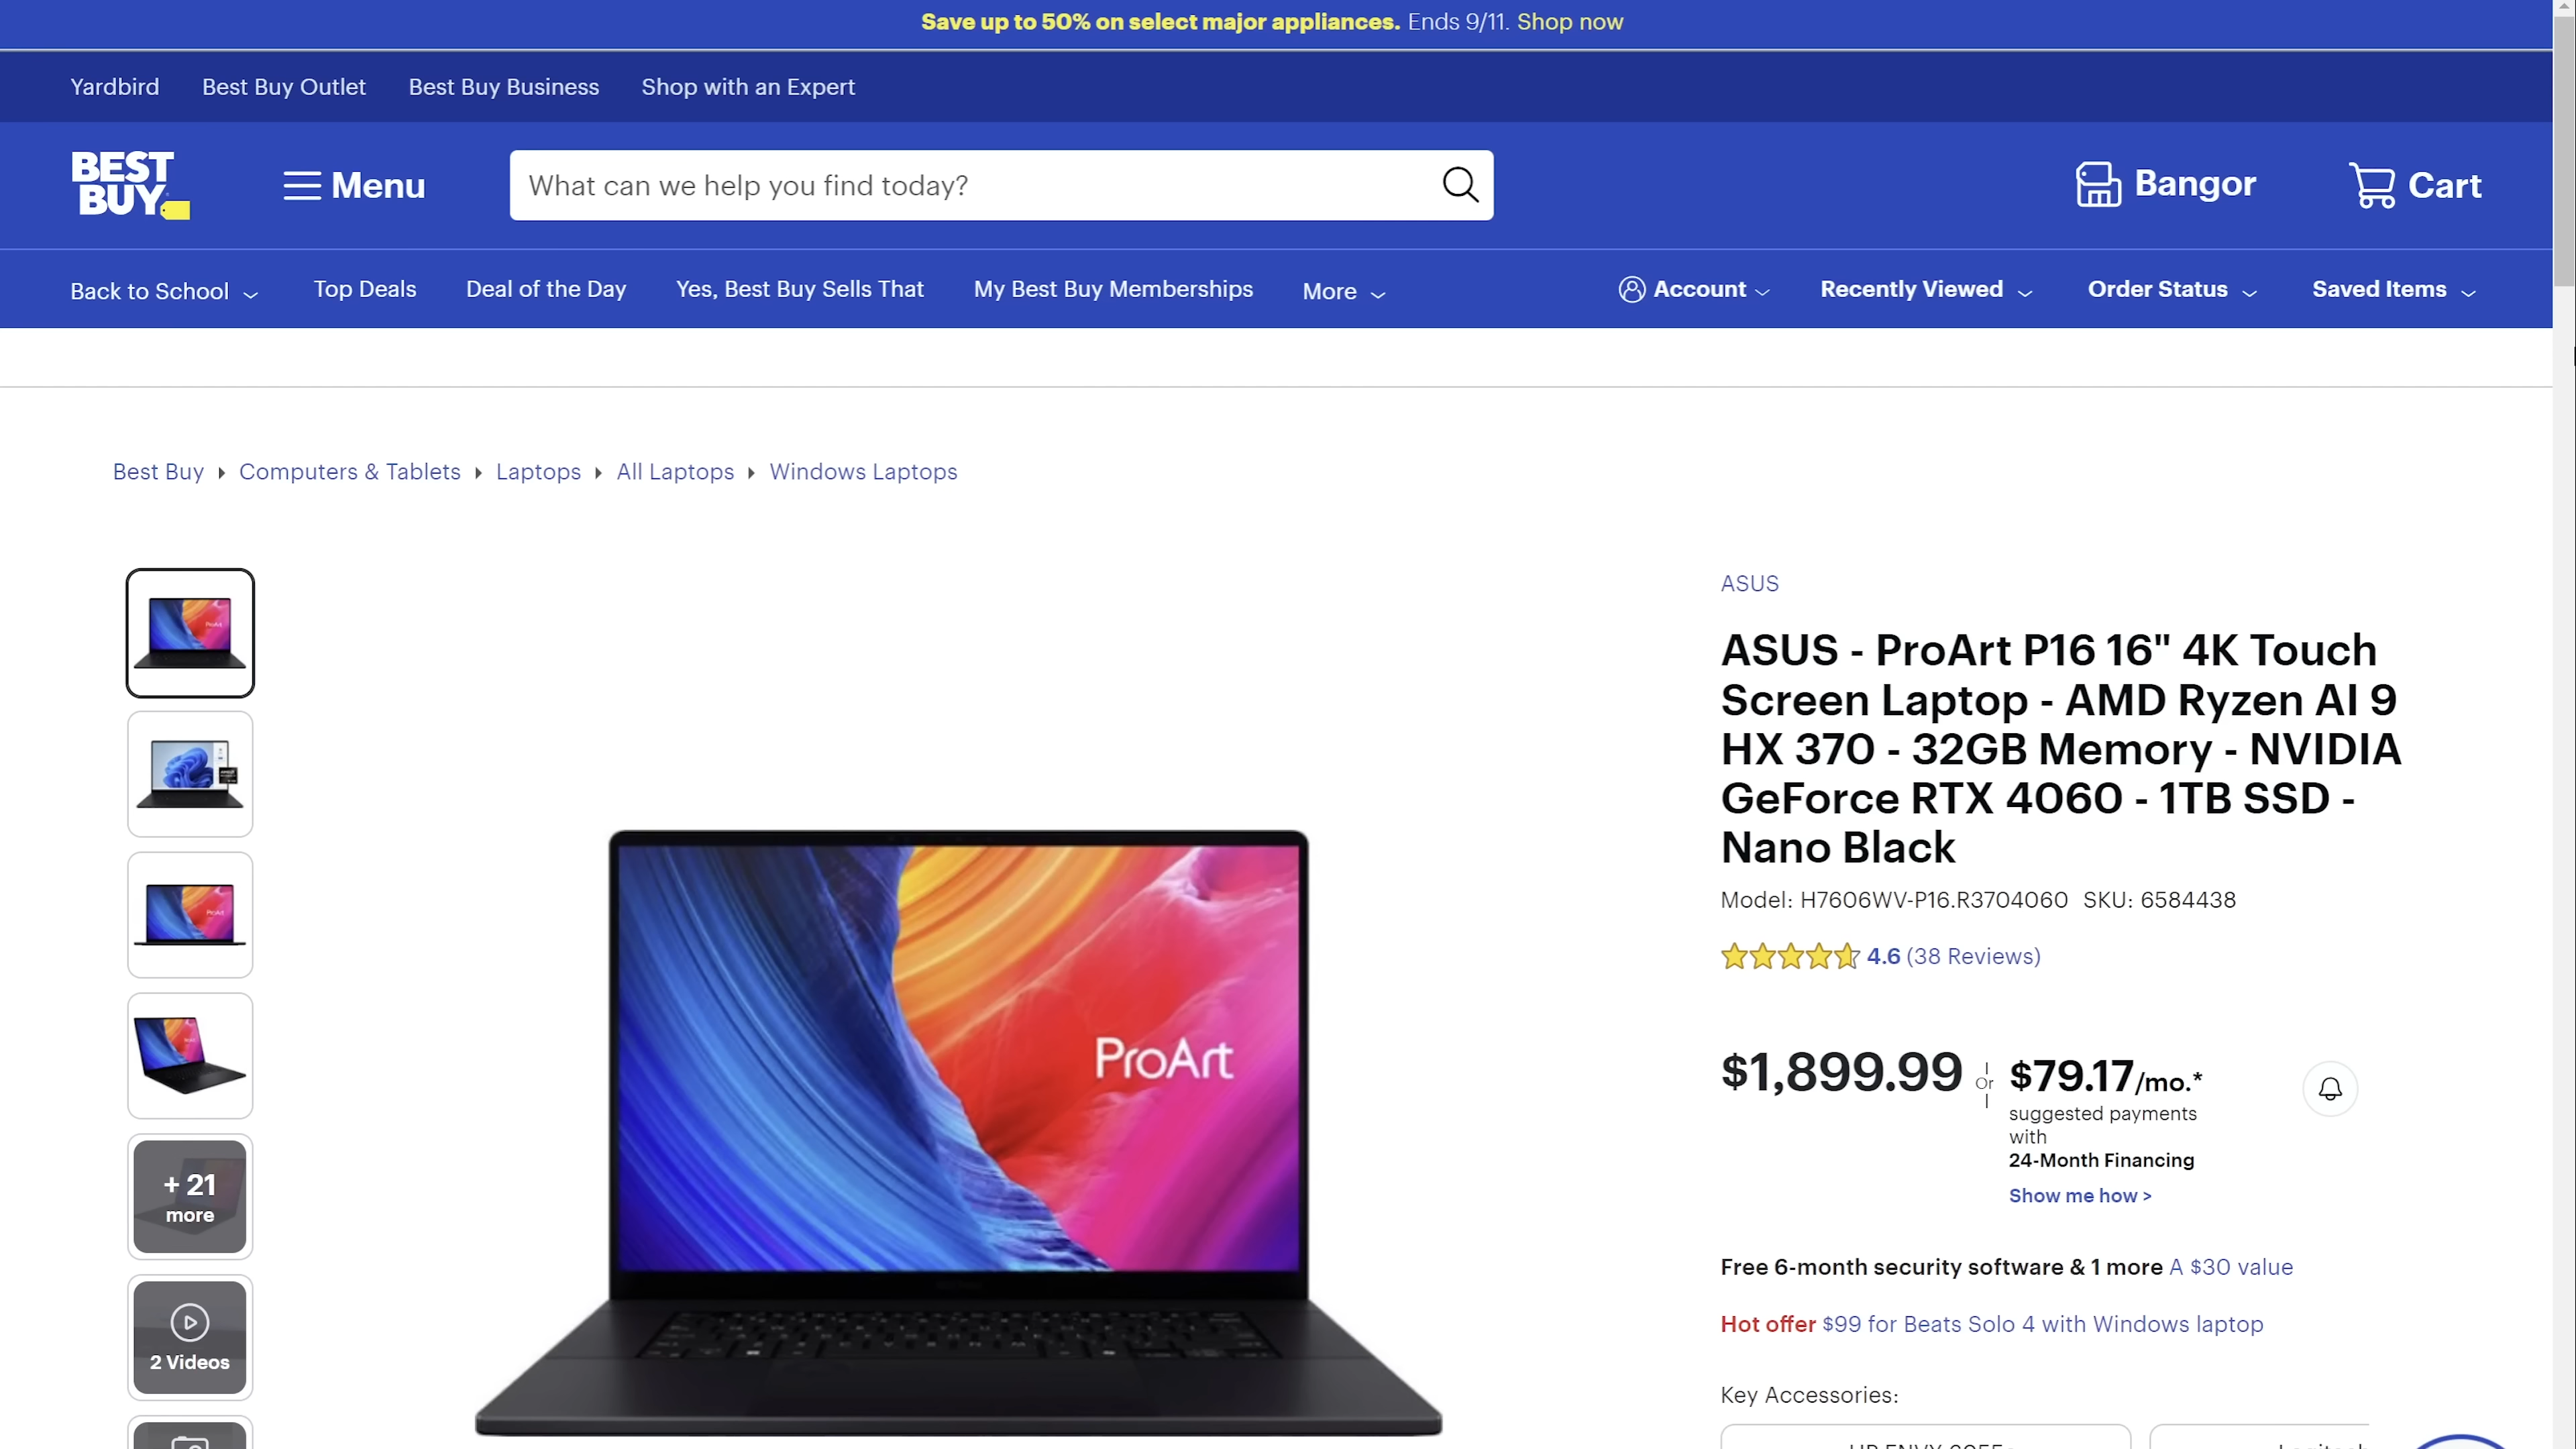 Save up to 50% on select major appliances. Ends 9/11. Shop now
Yardbird Best Buy Outlet Best Buy Business Shop with an Expert
BEST
BUY
Menu
What can we help you find today?
Bangor
Cart
Back to School Top Deals Deal of the Day Yes, Best Buy Sells That My Best Buy Memberships More Account Recently Viewed Order Status Saved Items
Best Buy Computers & Tablets Laptops All Laptops Windows Laptops
+ 21
more
2 Videos
ProArt
ASUS
ASUS - ProArt P16 16" 4K Touch
Screen Laptop - AMD Ryzen AI 9
HX 370 - 32GB Memory - NVIDIA
GeForce RTX 4060 - 1TB SSD -
Nano Black
Model: H7606WV-P16.R3704060 SKU: 6584438
4.6 (38 Reviews)
$1,899.99 Or $79.17/mo.*
suggested payments
with
24-Month Financing
Show me how >
Free 6-month security software & 1 more A $30 value
Hot offer $99 for Beats Solo 4 with Windows laptop
Key Accessories: